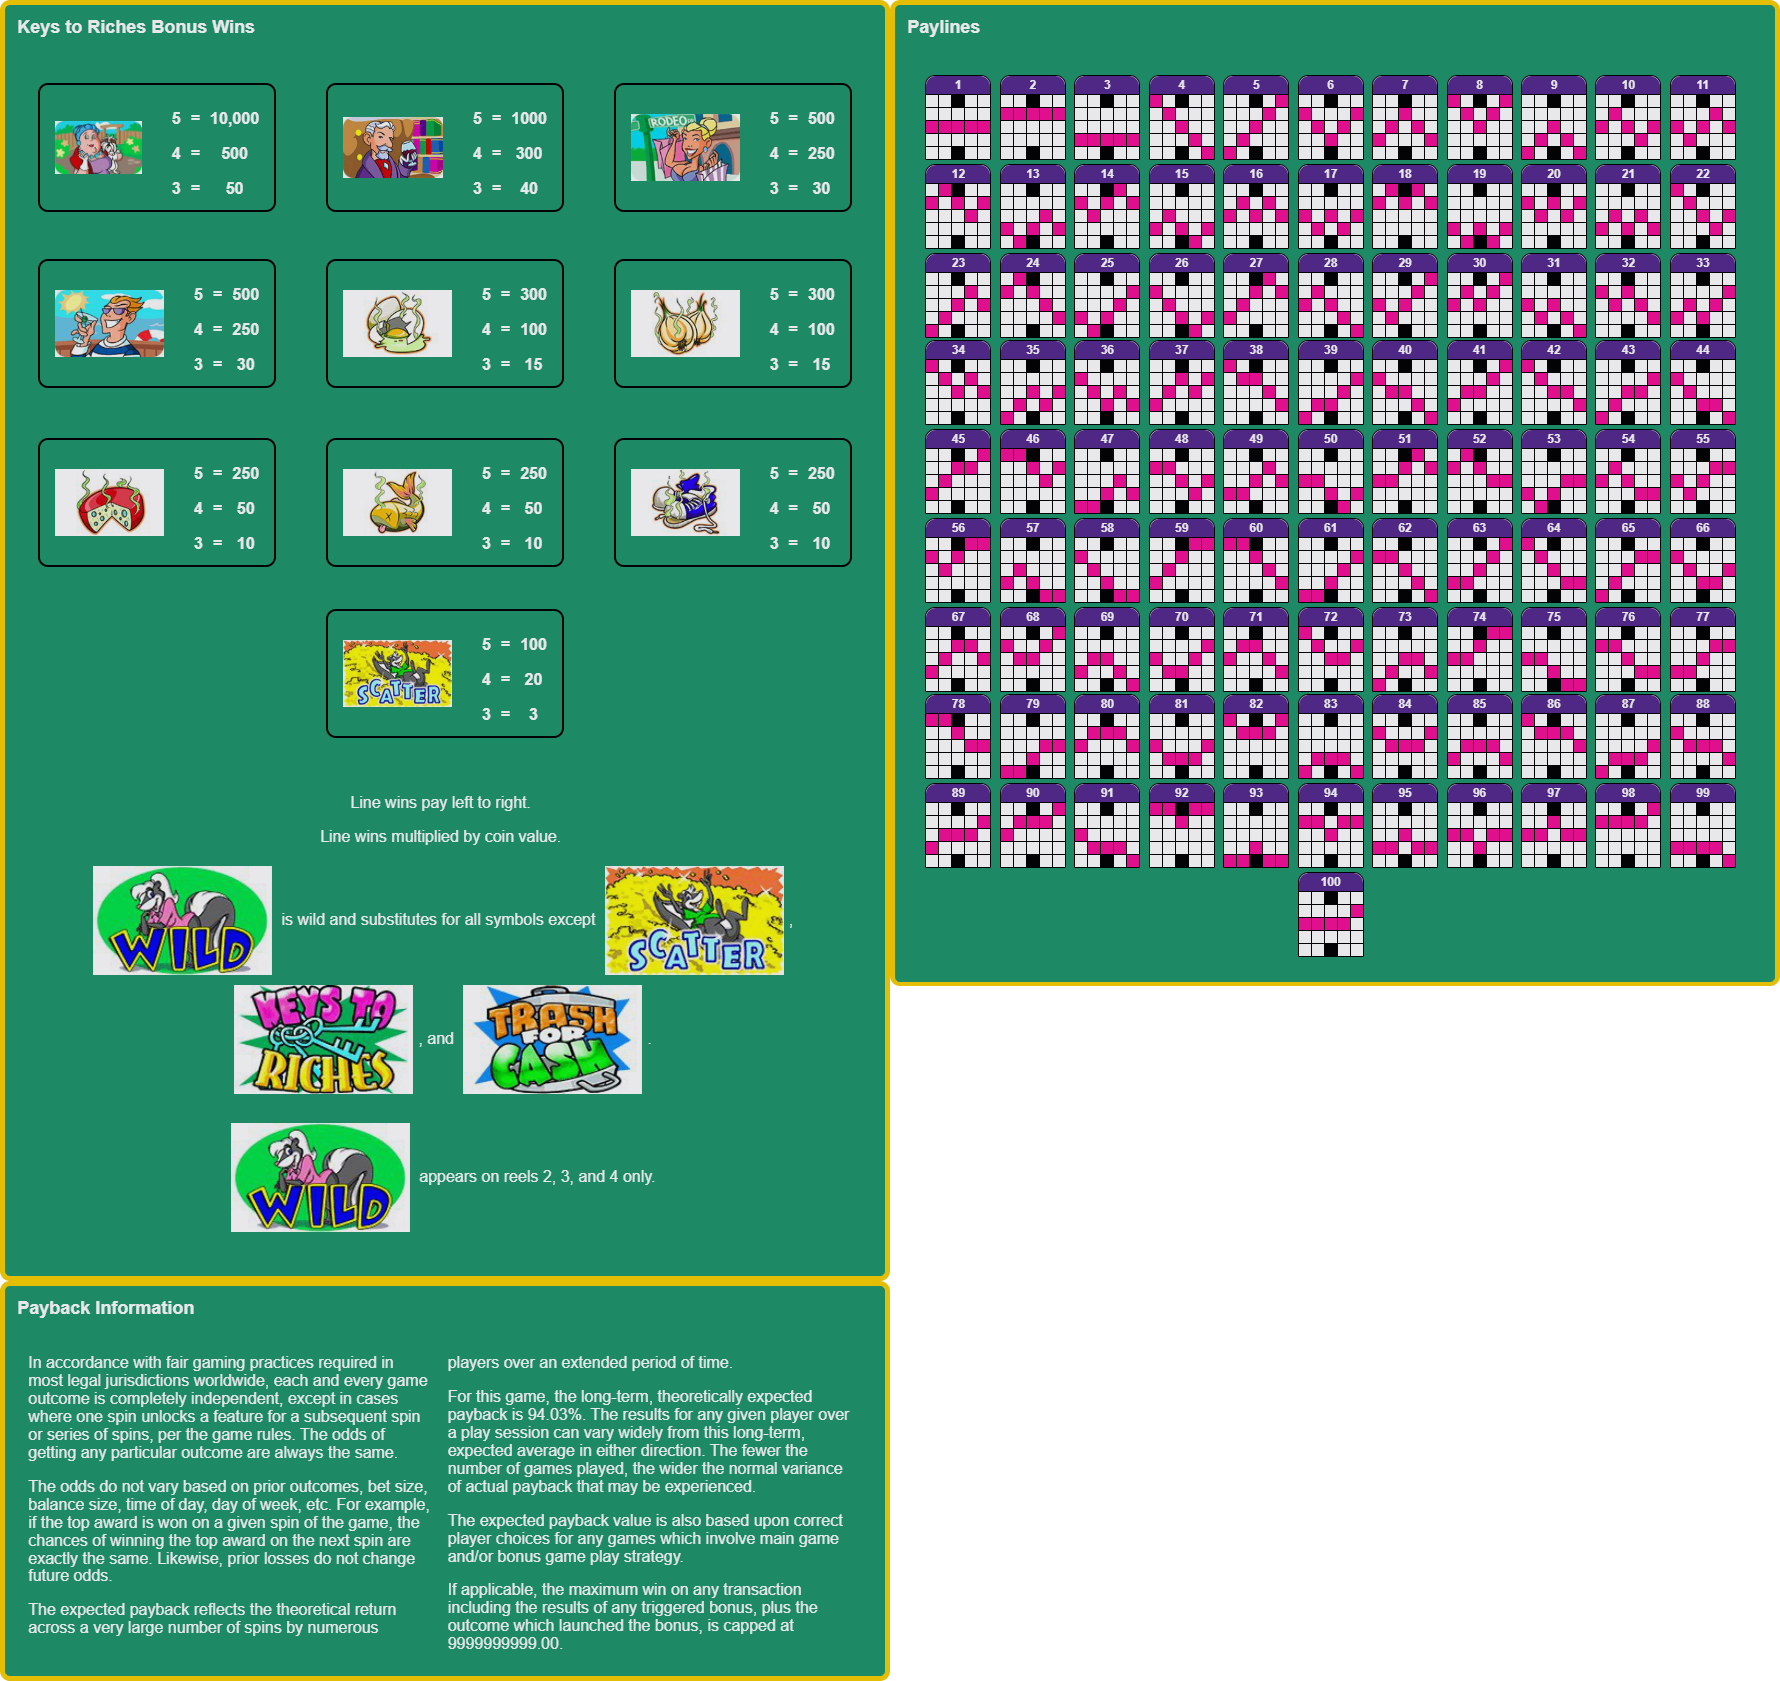 Keys to Riches Bonus Wins
5 = 10,000
4 = 500
3 = 50
5 = 1000
4 = 300
3 = 40
RODEO
5 = 500
4 = 250
3 = 30
5 = 500
4 = 250
3 = 30
5 = 300
4 = 100
3 = 15
5 = 300
4 = 100
3 = 15
5 = 250
4 = 50
3 = 10
5 = 250
4 = 50
3 = 10
5 = 250
4 = 50
3 = 10
SCATTER
5 = 100
4 = 20
3 = 3
Line wins pay left to right.
Line wins multiplied by coin value.
WILD is wild and substitutes for all symbols except SCATTER ,
KEYS TO RICHES , and TRASH FOR CASH .
WILD appears on reels 2, 3, and 4 only.
Payback Information
In accordance with fair gaming practices required in
most legal jurisdictions worldwide, each and every game
outcome is completely independent, except in cases
where one spin unlocks a feature for a subsequent spin
or series of spins, per the game rules. The odds of
getting any particular outcome are always the same.
The odds do not vary based on prior outcomes, bet size,
balance size, time of day, day of week, etc. For example,
if the top award is won on a given spin of the game, the
chances of winning the top award on the next spin are
exactly the same. Likewise, prior losses do not change
future odds.
The expected payback reflects the theoretical return
across a very large number of spins by numerous
players over an extended period of time.
For this game, the long-term, theoretically expected
payback is 94.03%. The results for any given player over
a play session can vary widely from this long-term,
expected average in either direction. The fewer the
number of games played, the wider the normal variance
of actual payback that may be experienced.
The expected payback value is also based upon correct
player choices for any games which involve main game
and/or bonus game play strategy.
If applicable, the maximum win on any transaction
including the results of any triggered bonus, plus the
outcome which launched the bonus, is capped at
9999999999.00.
Paylines
1 2 3 4 5 6 7 8 9 10 11
12 13 14 15 16 17 18 19 20 21 22
23 24 25 26 27 28 29 30 31 32 33
34 35 36 37 38 39 40 41 42 43 44
45 46 47 48 49 50 51 52 53 54 55
56 57 58 59 60 61 62 63 64 65 66
67 68 69 70 71 72 73 74 75 76 77
78 79 80 81 82 83 84 85 86 87 88
89 90 91 92 93 94 95 96 97 98 99
100